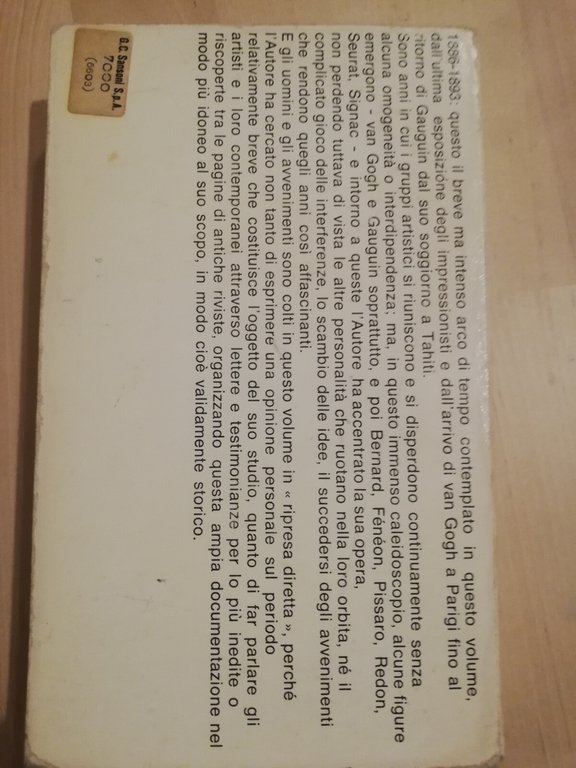 1886-1893: questo il breve ma intenso arco di tempo contemplato in questo volume,
dall'ultima esposizione degli impressionisti e dall'arrivo di van Gogh a Parigi fino al
ritorno di Gauguin dal suo soggiorno a Tahiti.
Sono anni in cui i gruppi artistici si riuniscono e si disperdono continuamente senza
alcuna omogeneità o interdipendenza; ma, in questo immenso caleidoscopio, alcune figure
emergono - van Gogh e Gauguin soprattutto, e poi Bernard, Fénéon, Pissaro, Redon,
Seurat, Signac - e intorno a queste l'Autore ha accentrato la sua opera,
non perdendo tuttava di vista le altre personalità che ruotano nella loro orbita, né il
complicato gioco delle interferenze, lo scambio delle idee, il succedersi degli avvenimenti
che rendono quegli anni così affascinanti.
E gli uomini e gli avvenimenti sono colti in questo volume in « ripresa diretta », perché
l'Autore ha cercato non tanto di esprimere una opinione personale sul periodo
relativamente breve che costituisce l'oggetto del suo studio, quanto di far parlare gli
artisti e i loro contemporanei attraverso lettere e testimonianze per lo più inedite o
riscoperte tra le pagine di antiche riviste, organizzando questa ampia documentazione nel
modo più idoneo al suo scopo, in modo cioè validamente storico.
G.C. Sansoni S.p.A.
7000
(6603)